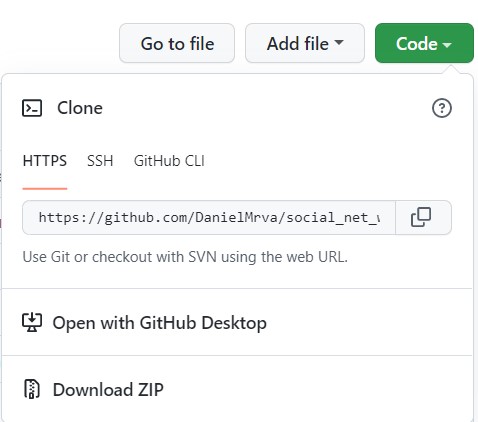 Go to file Add file Code
Clone
HTTPS SSH GitHub CLI
https://github.com/DanielMrva/social_net_
Use Git or checkout with SVN using the web URL.
Open with GitHub Desktop
Download ZIP